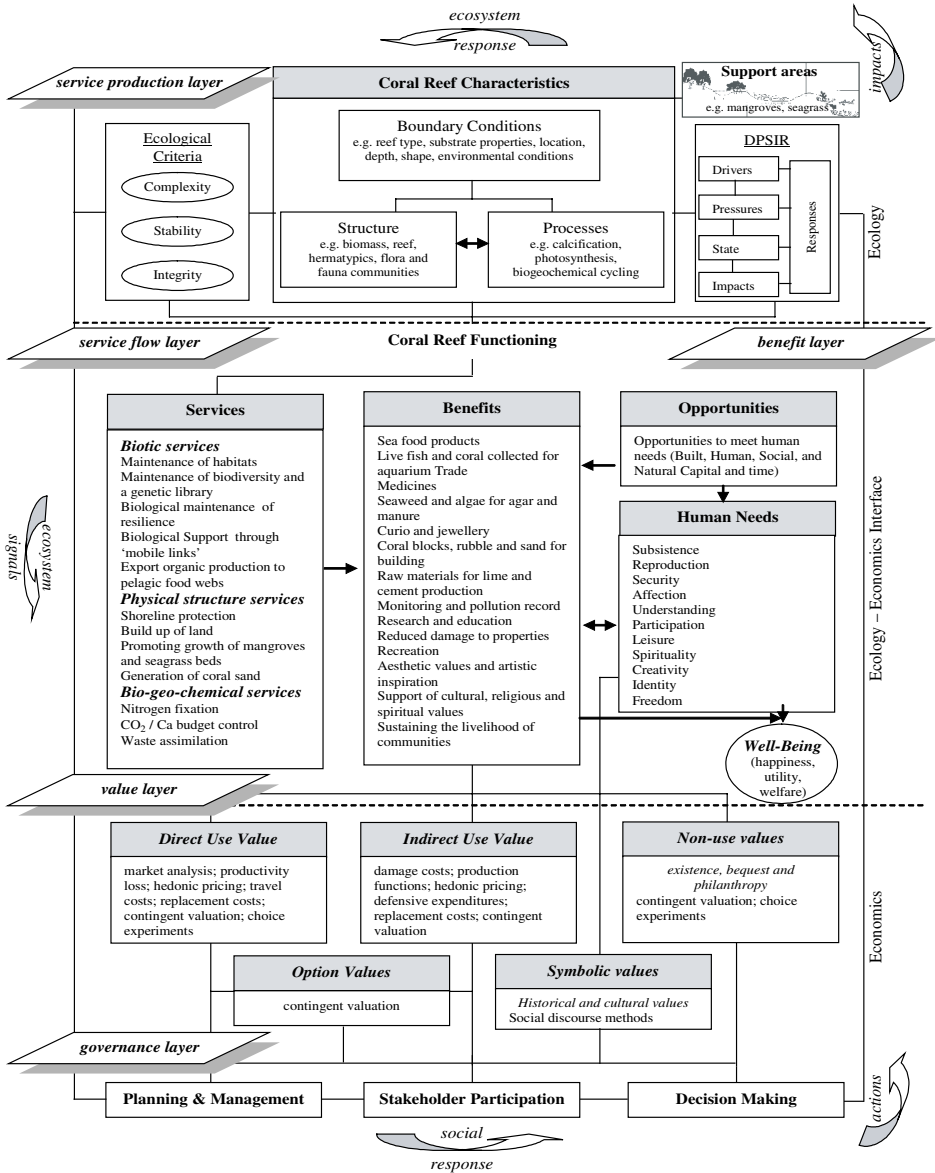 ecosystem
response
impacts
service production layer
Coral Reef Characteristics
Support areas
e.g. mangroves, seagrass
Ecological
Criteria
Complexity
Stability
Integrity
Boundary Conditions
e.g. reef type, substrate properties, location,
depth, shape, environmental conditions
Structure
e.g. biomass, reef,
hermatypics, flora and
fauna communities
Processes
e.g. calcification,
photosynthesis,
biogeochemical cycling
DPSIR
Drivers
Pressures
State
Impacts
Responses
Ecology
service flow layer
Coral Reef Functioning
benefit layer
Services
Biotic services
Maintenance of habitats
Maintenance of biodiversity and
a genetic library
Biological maintenance of
resilience
Biological Support through
‘mobile links’
Export organic production to
pelagic food webs
Physical structure services
Shoreline protection
Build up of land
Promoting growth of mangroves
and seagrass beds
Generation of coral sand
Bio-geo-chemical services
Nitrogen fixation
CO2 / Ca budget control
Waste assimilation
Benefits
Sea food products
Live fish and coral collected for
aquarium Trade
Medicines
Seaweed and algae for agar and
manure
Curio and jewellery
Coral blocks, rubble and sand for
building
Raw materials for lime and
cement production
Monitoring and pollution record
Research and education
Reduced damage to properties
Recreation
Aesthetic values and artistic
inspiration
Support of cultural, religious and
spiritual values
Sustaining the livelihood of
communities
Opportunities
Opportunities to meet human
needs (Built, Human, Social, and
Natural Capital and time)
Human Needs
Subsistence
Reproduction
Security
Affection
Understanding
Participation
Leisure
Spirituality
Creativity
Identity
Freedom
Well-Being
(happiness,
utility,
welfare)
ecosystem
signals
Ecology – Economics Interface
value layer
Direct Use Value
market analysis; productivity
loss; hedonic pricing; travel
costs; replacement costs;
contingent valuation; choice
experiments
Indirect Use Value
damage costs; production
functions; hedonic pricing;
defensive expenditures;
replacement costs; contingent
valuation
Non-use values
existence, bequest and
philanthropy
contingent valuation; choice
experiments
Option Values
contingent valuation
Symbolic values
Historical and cultural values
Social discourse methods
Economics
governance layer
Planning & Management
Stakeholder Participation
Decision Making
actions
social
response